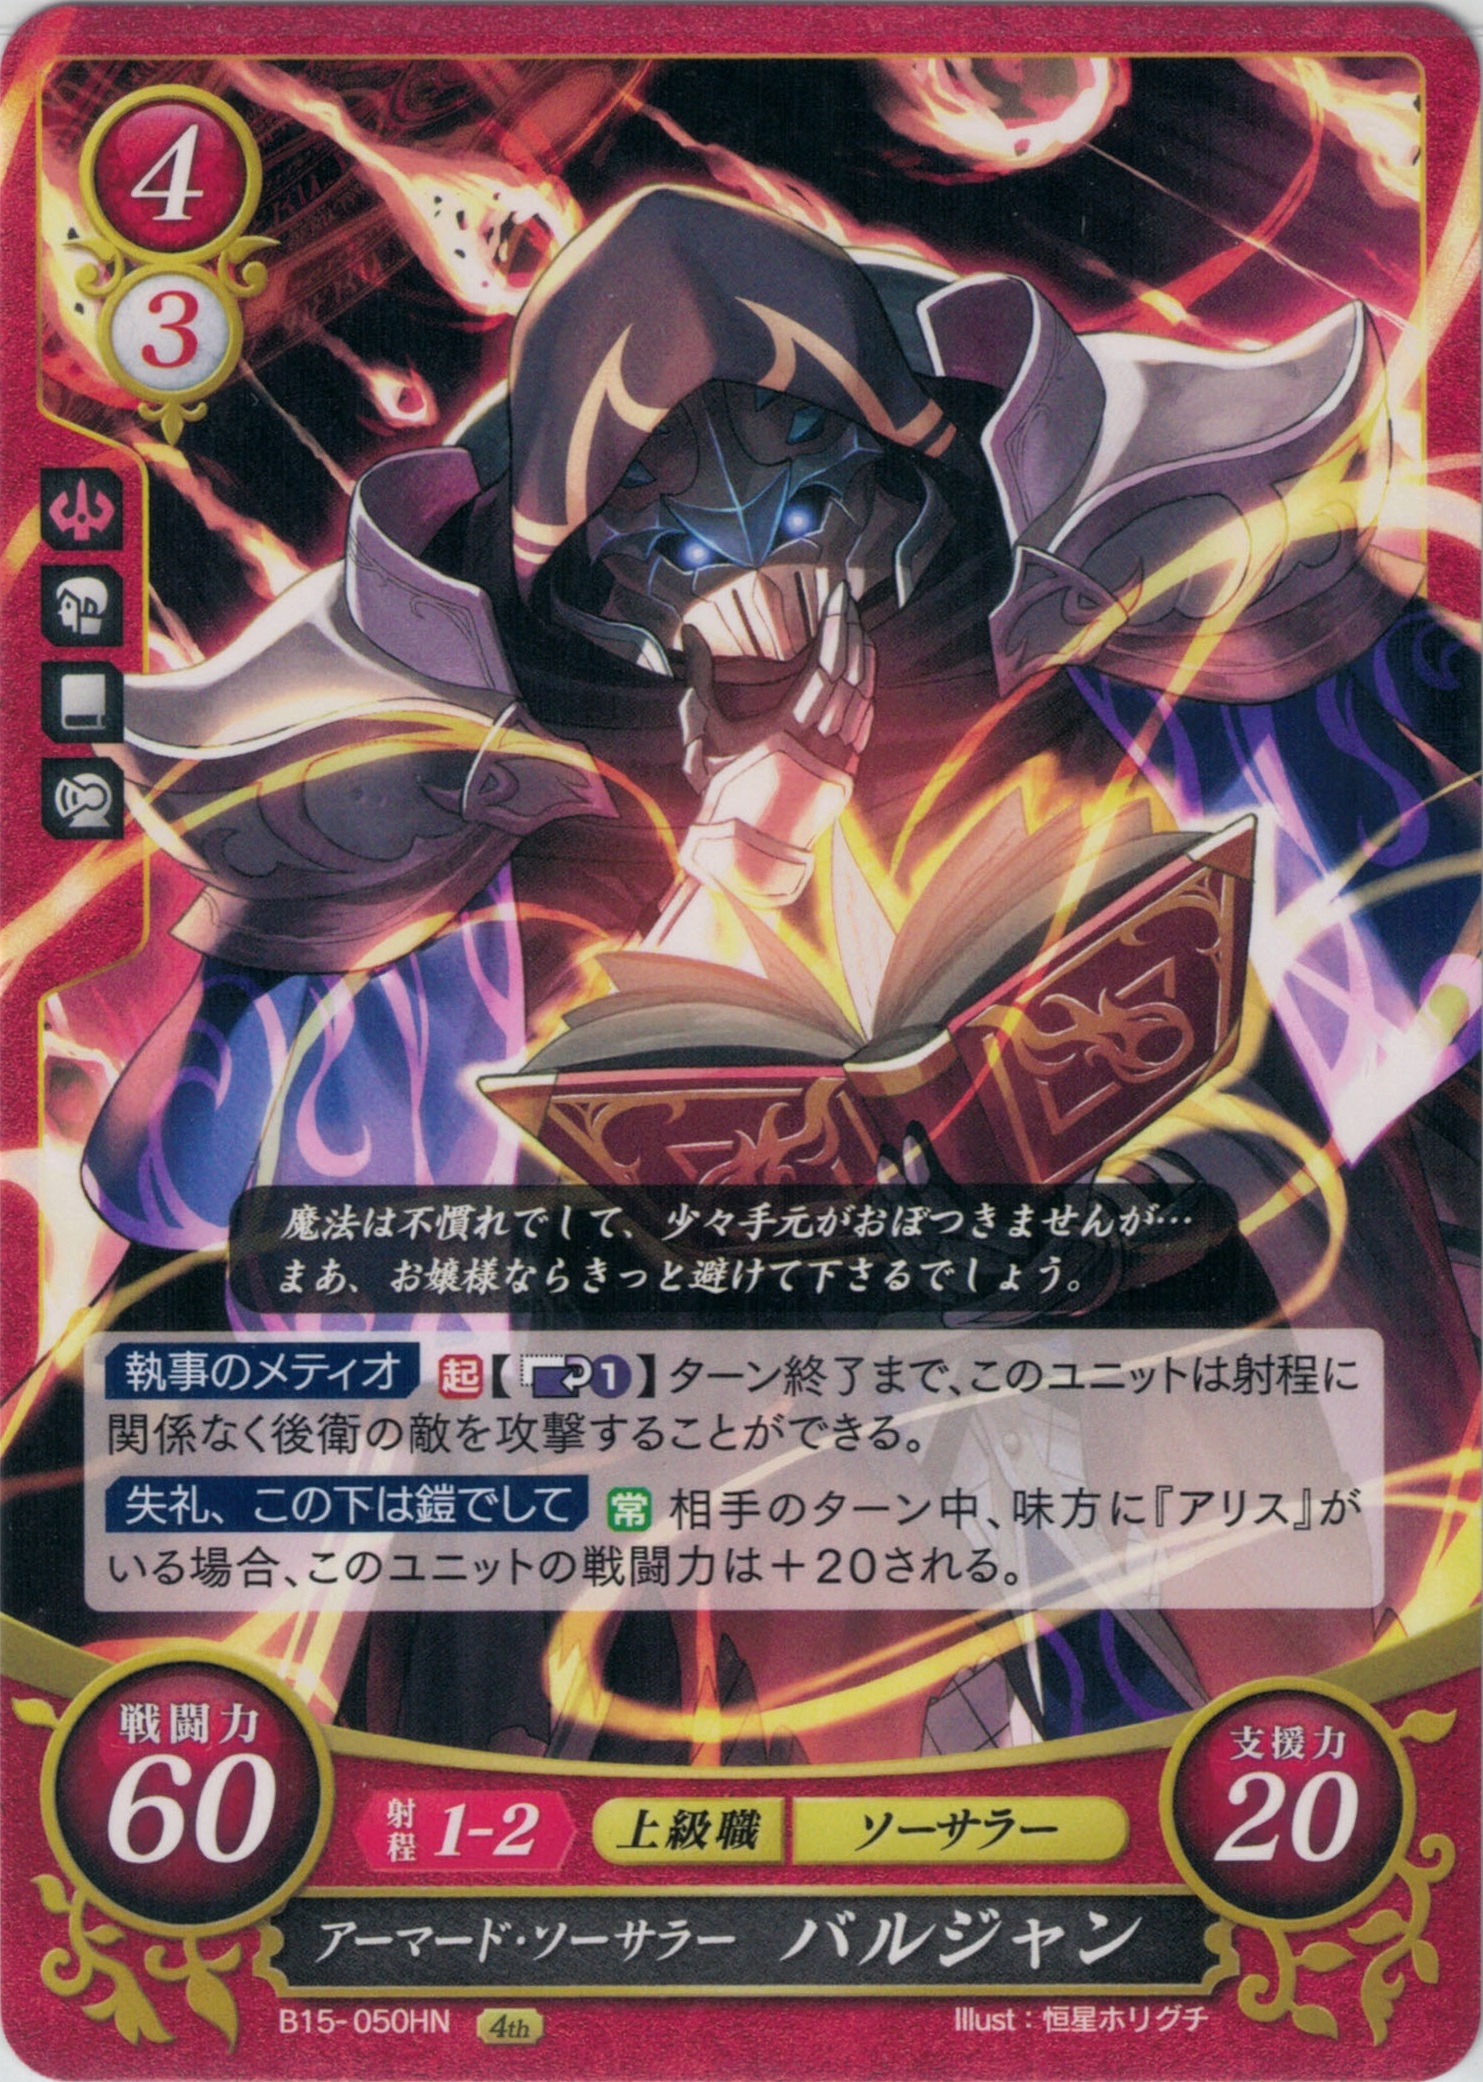 4
3
魔法は不慣れでして、少々手元がおぼつきませんが…
まあ、お嬢様ならきっと避けて下さるでしょう。
執事のメティオ 起【1】ターン終了まで、このユニットは射程に
関係なく後衛の敵を攻撃することができる。
失礼、この下は鎧でして 常 相手のターン中、味方に『アリス』が
いる場合、このユニットの戦闘力は＋20される。
戦闘力
60
射程 1-2
上級職 ソーサラー
支援力
20
アーマード・ソーサラー バルジャン
B15-050HN 4th Illust：恒星ホリグチ